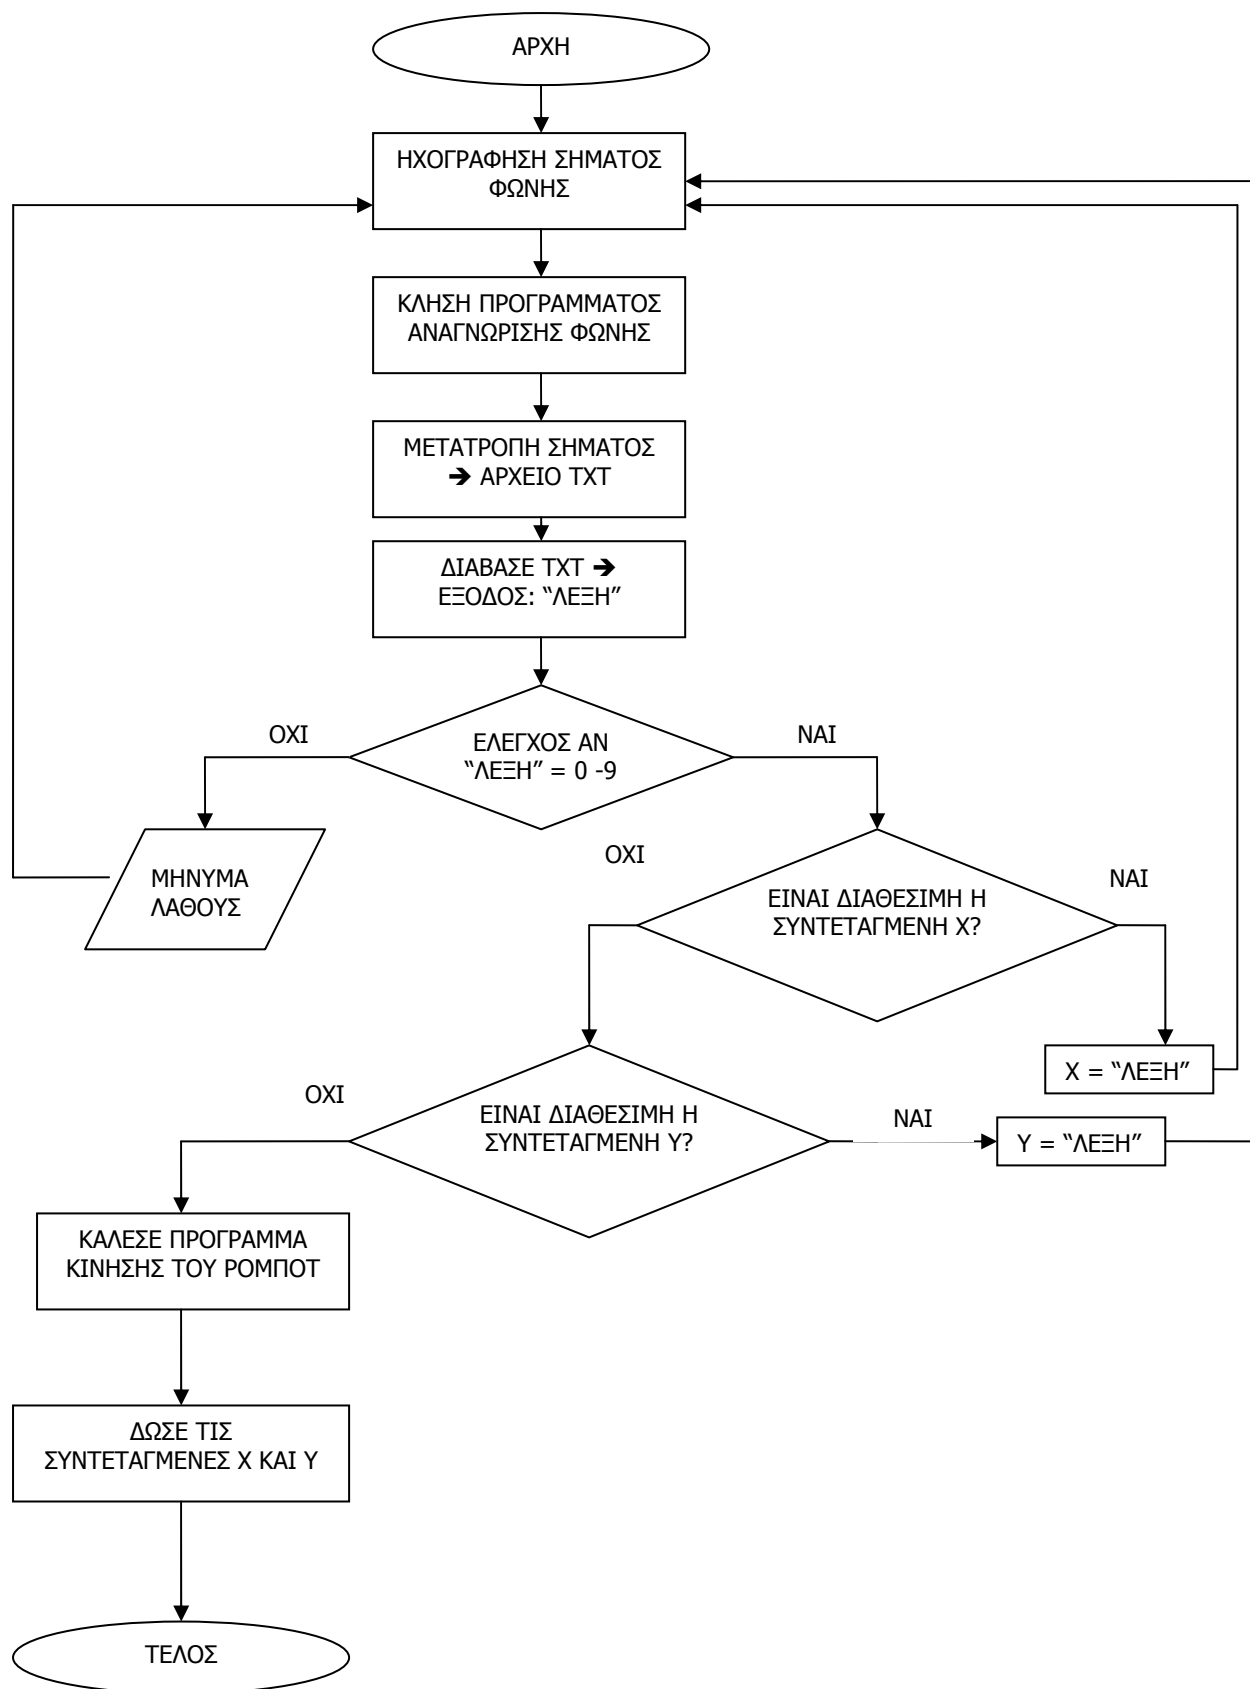 ΑΡΧΗ
ΗΧΟΓΡΑΦΗΣΗ ΣΗΜΑΤΟΣ
ΦΩΝΗΣ
ΚΛΗΣΗ ΠΡΟΓΡΑΜΜΑΤΟΣ
ΑΝΑΓΝΩΡΙΣΗΣ ΦΩΝΗΣ
ΜΕΤΑΤΡΟΠΗ ΣΗΜΑΤΟΣ
➔ ΑΡΧΕΙΟ TXT
ΔΙΑΒΑΣΕ TXT ➔
ΕΞΟΔΟΣ: “ΛΕΞΗ”
ΟΧΙ
ΕΛΕΓΧΟΣ ΑΝ
“ΛΕΞΗ” = 0 -9
ΝΑΙ
ΜΗΝΥΜΑ
ΛΑΘΟΥΣ
ΟΧΙ
ΕΙΝΑΙ ΔΙΑΘΕΣΙΜΗ Η
ΣΥΝΤΕΤΑΓΜΕΝΗ Χ?
ΝΑΙ
Χ = “ΛΕΞΗ”
ΟΧΙ
ΕΙΝΑΙ ΔΙΑΘΕΣΙΜΗ Η
ΣΥΝΤΕΤΑΓΜΕΝΗ Υ?
ΝΑΙ
Υ = “ΛΕΞΗ”
ΚΑΛΕΣΕ ΠΡΟΓΡΑΜΜΑ
ΚΙΝΗΣΗΣ ΤΟΥ ΡΟΜΠΟΤ
ΔΩΣΕ ΤΙΣ
ΣΥΝΤΕΤΑΓΜΕΝΕΣ Χ ΚΑΙ Υ
ΤΕΛΟΣ